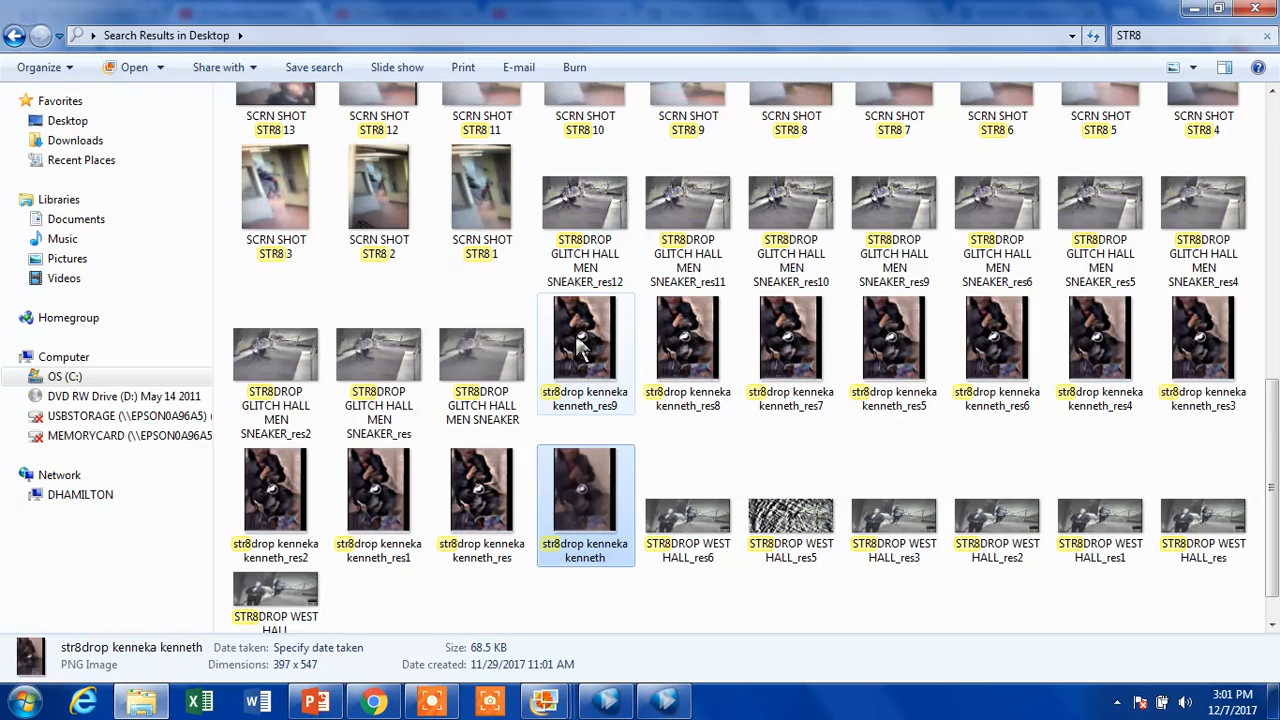 Search Results in Desktop
STR8
Organize
Open
Share with
Save search
Slide show
Print
E-mail
Burn
Favorites
Desktop
Downloads
Recent Places
Libraries
Documents
Music
Pictures
Videos
Homegroup
Computer
OS (C:)
DVD RW Drive (D:) May 14 2011
USBSTORAGE (\\EPSON0A96A5) (
MEMORYCARD (\\EPSON0A96A5
Network
DHAMILTON
SCRN SHOT
STR8 13
SCRN SHOT
STR8 12
SCRN SHOT
STR8 11
SCRN SHOT
STR8 10
SCRN SHOT
STR8 9
SCRN SHOT
STR8 8
SCRN SHOT
STR8 7
SCRN SHOT
STR8 6
SCRN SHOT
STR8 5
SCRN SHOT
STR8 4
SCRN SHOT
STR8 3
SCRN SHOT
STR8 2
SCRN SHOT
STR8 1
STR8DROP
GLITCH HALL
MEN
SNEAKER_res12
STR8DROP
GLITCH HALL
MEN
SNEAKER_res11
STR8DROP
GLITCH HALL
MEN
SNEAKER_res10
STR8DROP
GLITCH HALL
MEN
SNEAKER_res9
STR8DROP
GLITCH HALL
MEN
SNEAKER_res6
STR8DROP
GLITCH HALL
MEN
SNEAKER_res5
STR8DROP
GLITCH HALL
MEN
SNEAKER_res4
STR8DROP
GLITCH HALL
MEN
SNEAKER_res2
STR8DROP
GLITCH HALL
MEN
SNEAKER_res
STR8DROP
GLITCH HALL
MEN SNEAKER
str8drop kenneka
kenneth_res9
str8drop kenneka
kenneth_res8
str8drop kenneka
kenneth_res7
str8drop kenneka
kenneth_res5
str8drop kenneka
kenneth_res6
str8drop kenneka
kenneth_res4
str8drop kenneka
kenneth_res3
str8drop kenneka
kenneth_res2
str8drop kenneka
kenneth_res1
str8drop kenneka
kenneth_res
str8drop kenneka
kenneth
STR8DROP WEST
HALL_res6
STR8DROP WEST
HALL_res5
STR8DROP WEST
HALL_res3
STR8DROP WEST
HALL_res2
STR8DROP WEST
HALL_res1
STR8DROP WEST
HALL_res
STR8DROP WEST
HALL
str8drop kenneka kenneth
PNG Image
Date taken: Specify date taken
Dimensions: 397 x 547
Size: 68.5 KB
Date created: 11/29/2017 11:01 AM
3:01 PM
12/7/2017